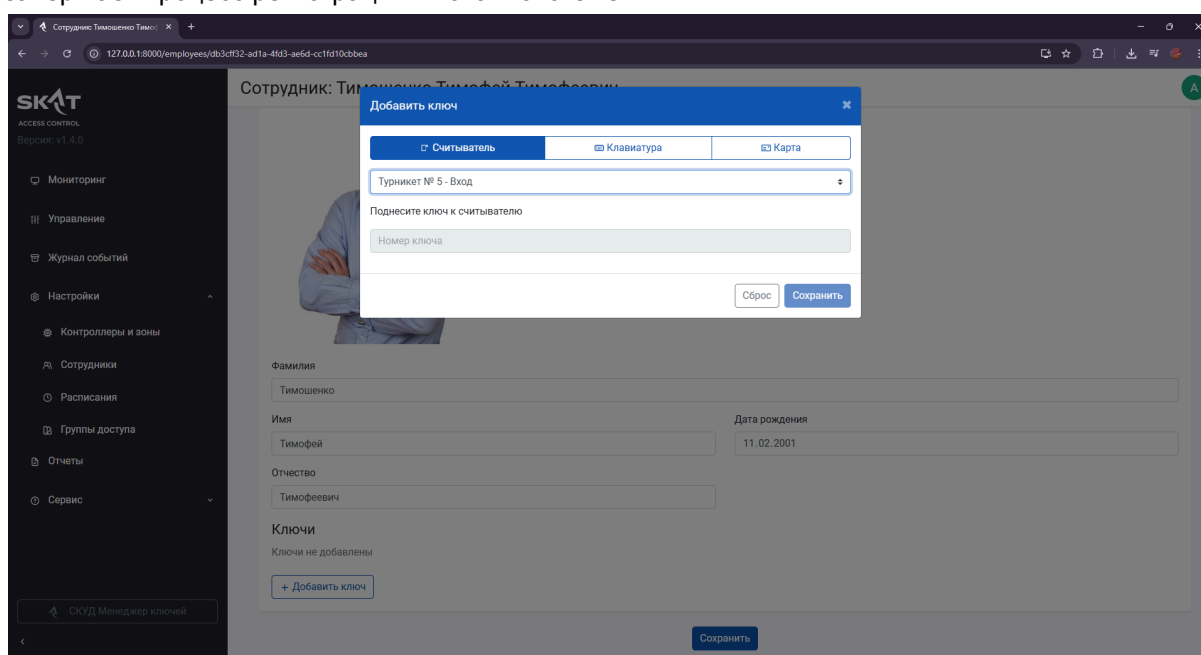 Сотрудник: Тимошенко Тимоф
127.0.0.1:8000/employees/db3cff32-ad1a-4fd3-ae6d-cc1fd10cbbea
SKAT
ACCESS CONTROL
Версия: v1.4.0
Мониторинг
Управление
Журнал событий
Настройки
Контроллеры и зоны
Сотрудники
Расписания
Группы доступа
Отчеты
Сервис
СКУД Менеджер ключей
Сотрудник: Тимошенко Тимофей Тимофеевич
A
Добавить ключ
Считыватель
Клавиатура
Карта
Турникет № 5 - Вход
Поднесите ключ к считывателю
Номер ключа
Сброс
Сохранить
Фамилия
Тимошенко
Имя
Дата рождения
Тимофей
11.02.2001
Отчество
Тимофеевич
Ключи
Ключи не добавлены
+ Добавить ключ
Сохранить